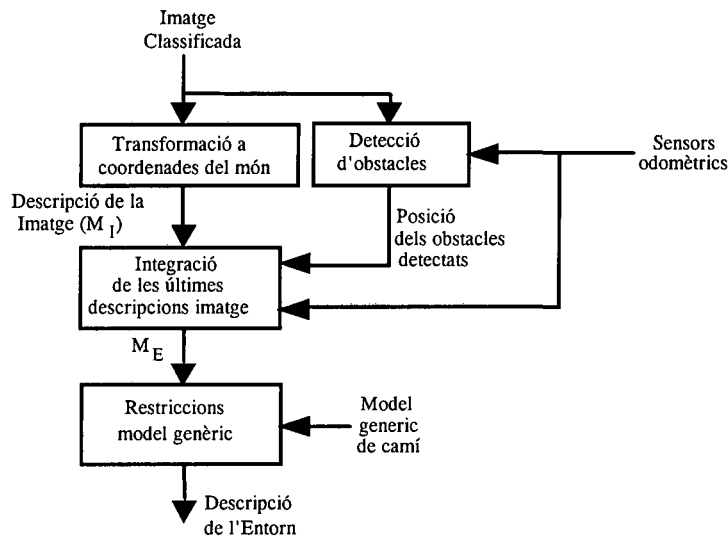 Imatge
Classificada
Transformació a
coordenades del món
Detecció
d'obstacles
Sensors
odomètrics
Descripció de la
Imatge (M I)
Posició
dels obstacles
detectats
Integració
de les últimes
descripcions imatge
M E
Restriccions
model genèric
Model
generic
de camí
Descripció
de l'Entorn